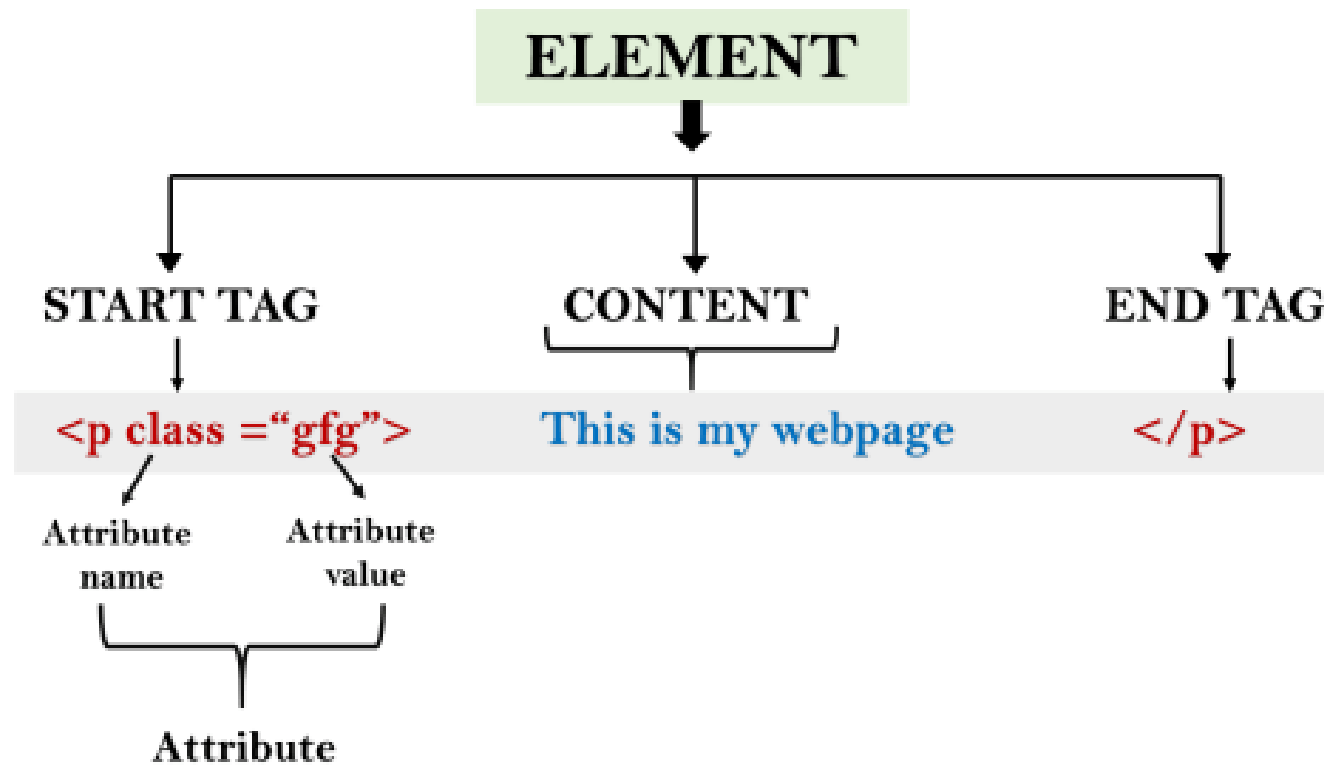 ELEMENT
START TAG
CONTENT
END TAG
<p class =“gfg”>
This is my webpage
</p>
Attribute
name
Attribute
value
Attribute